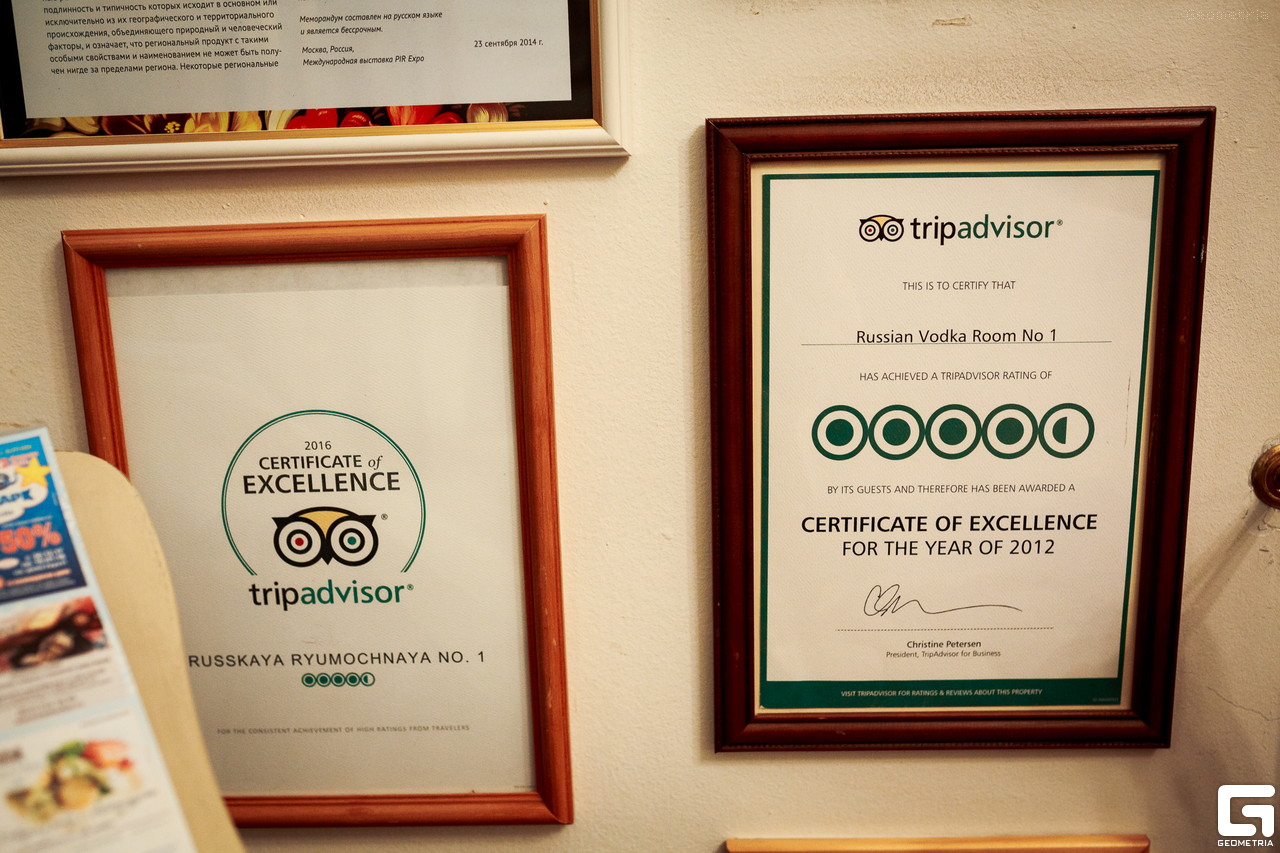 подлинность и типичность которых исходит в основном или
исключительно из их географического и территориального
происхождения, объединяющего природный и человеческий
факторы, и означает, что региональный продукт с такими
особыми свойствами и наименованием не может быть полу-
чен нигде за пределами региона. Некоторые региональные
Меморандум составлен на русском языке
и является бессрочным.
Москва, Россия,
Международная выставка PIR Expo
23 сентября 2014 г.
2016
CERTIFICATE of
EXCELLENCE
tripadvisor®
RUSSKAYA RYUMOCHNAYA NO. 1
FOR THE CONSISTENT ACHIEVEMENT OF HIGH RATINGS FROM TRAVELERS
tripadvisor®
THIS IS TO CERTIFY THAT
Russian Vodka Room No 1
HAS ACHIEVED A TRIPADVISOR RATING OF
BY ITS GUESTS AND THEREFORE HAS BEEN AWARDED A
CERTIFICATE OF EXCELLENCE
FOR THE YEAR OF 2012
Christine Petersen
President, TripAdvisor for Business
VISIT TRIPADVISOR FOR RATINGS & REVIEWS ABOUT THIS PROPERTY
50%
GEOMETRIA